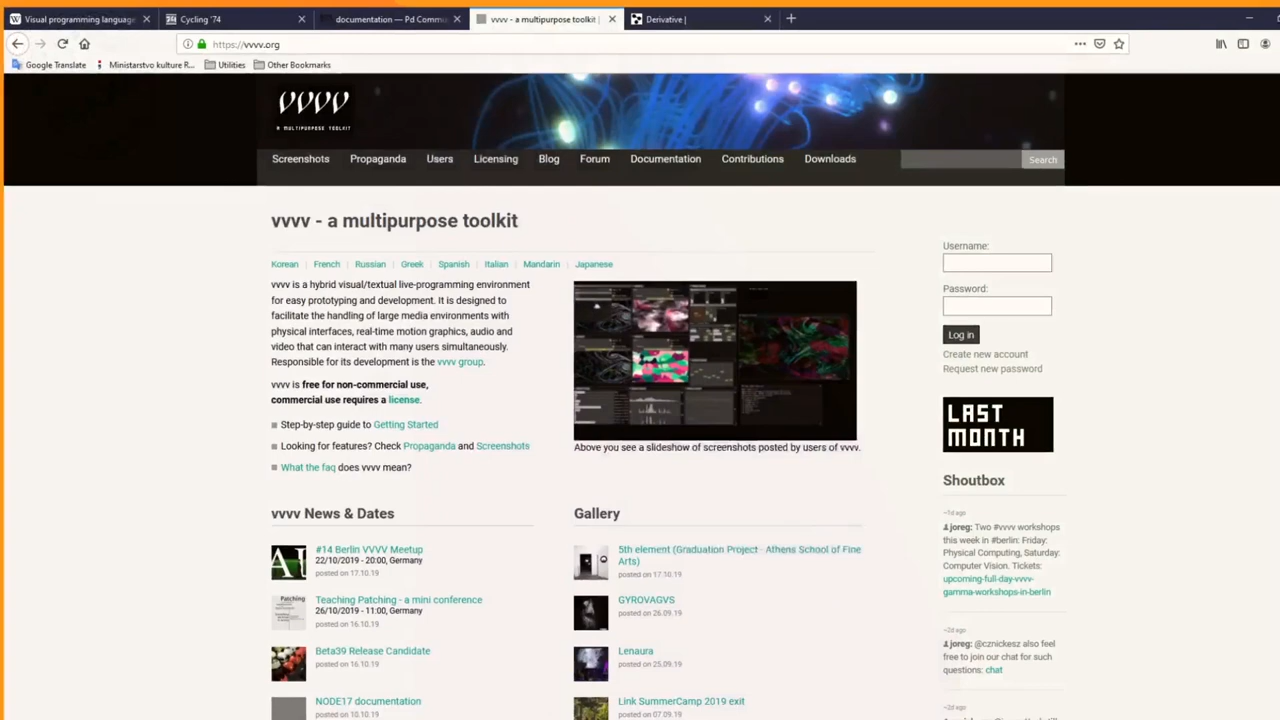 Visual programming language
Cycling '74
documentation — Pd Commu
vvvv - a multipurpose toolkit |
Derivative |
https://vvvv.org
Google Translate
Ministarstvo kulture R...
Utilities
Other Bookmarks
vvvv
A MULTIPURPOSE TOOLKIT
Screenshots
Propaganda
Users
Licensing
Blog
Forum
Documentation
Contributions
Downloads
Search
vvvv - a multipurpose toolkit
Korean | French | Russian | Greek | Spanish | Italian | Mandarin | Japanese
vvvv is a hybrid visual/textual live-programming environment
for easy prototyping and development. It is designed to
facilitate the handling of large media environments with
physical interfaces, real-time motion graphics, audio and
video that can interact with many users simultaneously.
Responsible for its development is the vvvv group.
vvvv is free for non-commercial use,
commercial use requires a license.
Step-by-step guide to Getting Started
Looking for features? Check Propaganda and Screenshots
What the faq does vvvv mean?
Above you see a slideshow of screenshots posted by users of vvvv.
Username:
Password:
Log in
Create new account
Request new password
LAST
MONTH
vvvv News & Dates
#14 Berlin VVVV Meetup
22/10/2019 - 20:00, Germany
posted on 17.10.19
Patching
Teaching Patching - a mini conference
26/10/2019 - 11:00, Germany
posted on 16.10.19
Beta39 Release Candidate
posted on 16.10.19
NODE17 documentation
posted on 10.10.19
Gallery
5th element (Graduation Project - Athens School of Fine
Arts)
posted on 17.10.19
GYROVAGVS
posted on 26.09.19
Lenaura
posted on 25.09.19
Link SummerCamp 2019 exit
posted on 07.09.19
Shoutbox
~1d ago
joreg: Two #vvvv workshops
this week in #berlin: Friday:
Physical Computing, Saturday:
Computer Vision. Tickets:
upcoming-full-day-vvvv-
gamma-workshops-in-berlin
~2d ago
joreg: @cznickesz also feel
free to join our chat for such
questions: chat
~2d ago